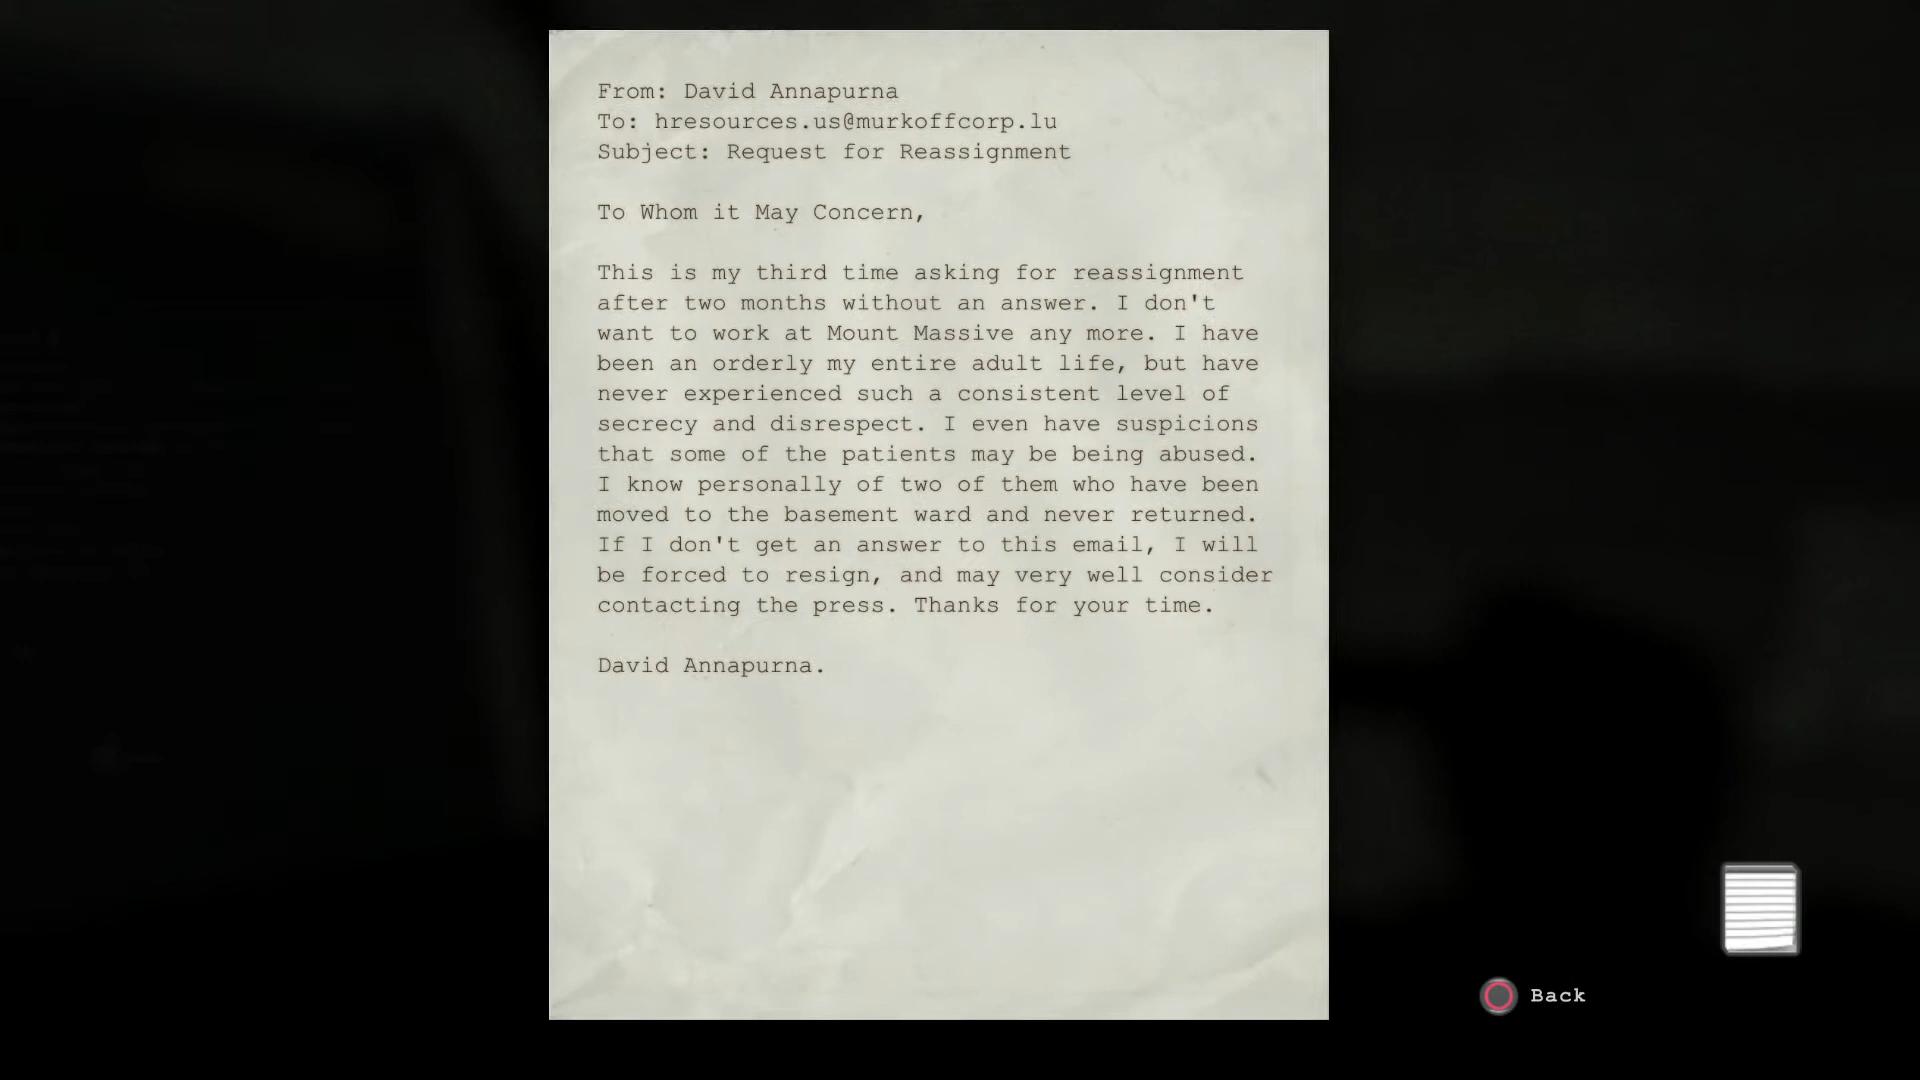 From: David Annapurna
To: hresources.us@murkoffcorp.lu
Subject: Request for Reassignment
To Whom it May Concern,
This is my third time asking for reassignment
after two months without an answer. I don't
want to work at Mount Massive any more. I have
been an orderly my entire adult life, but have
never experienced such a consistent level of
secrecy and disrespect. I even have suspicions
that some of the patients may be being abused.
I know personally of two of them who have been
moved to the basement ward and never returned.
If I don't get an answer to this email, I will
be forced to resign, and may very well consider
contacting the press. Thanks for your time.
David Annapurna.
Back